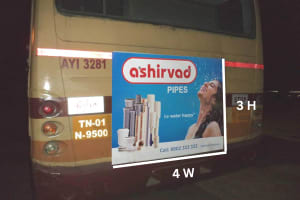 AYI 3281
ashirvad
PIPES
TN-01
N-9500
3 H
4 W